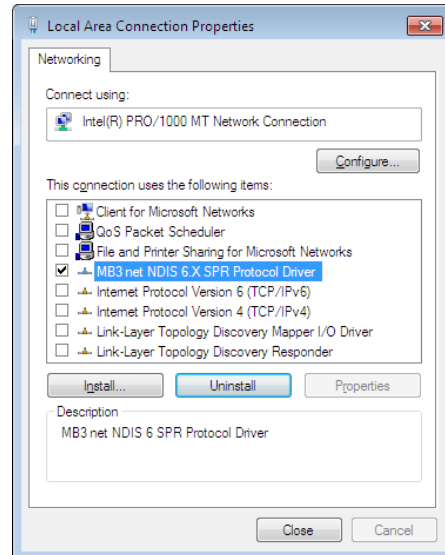 Local Area Connection Properties
Networking
Connect using:
Intel(R) PRO/1000 MT Network Connection
Configure...
This connection uses the following items:
Client for Microsoft Networks
QoS Packet Scheduler
File and Printer Sharing for Microsoft Networks
MB3 net NDIS 6.X SPR Protocol Driver
Internet Protocol Version 6 (TCP/IPv6)
Internet Protocol Version 4 (TCP/IPv4)
Link-Layer Topology Discovery Mapper I/O Driver
Link-Layer Topology Discovery Responder
Install... Uninstall Properties
Description
MB3 net NDIS 6 SPR Protocol Driver
Close Cancel